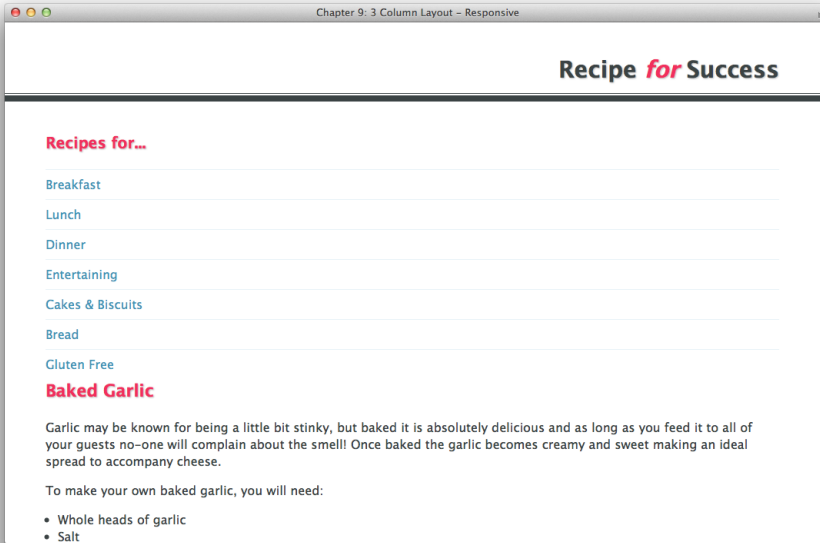 Chapter 9: 3 Column Layout – Responsive
Recipe for Success
Recipes for...
Breakfast
Lunch
Dinner
Entertaining
Cakes & Biscuits
Bread
Gluten Free
Baked Garlic
Garlic may be known for being a little bit stinky, but baked it is absolutely delicious and as long as you feed it to all of
your guests no-one will complain about the smell! Once baked the garlic becomes creamy and sweet making an ideal
spread to accompany cheese.
To make your own baked garlic, you will need:
• Whole heads of garlic
• Salt